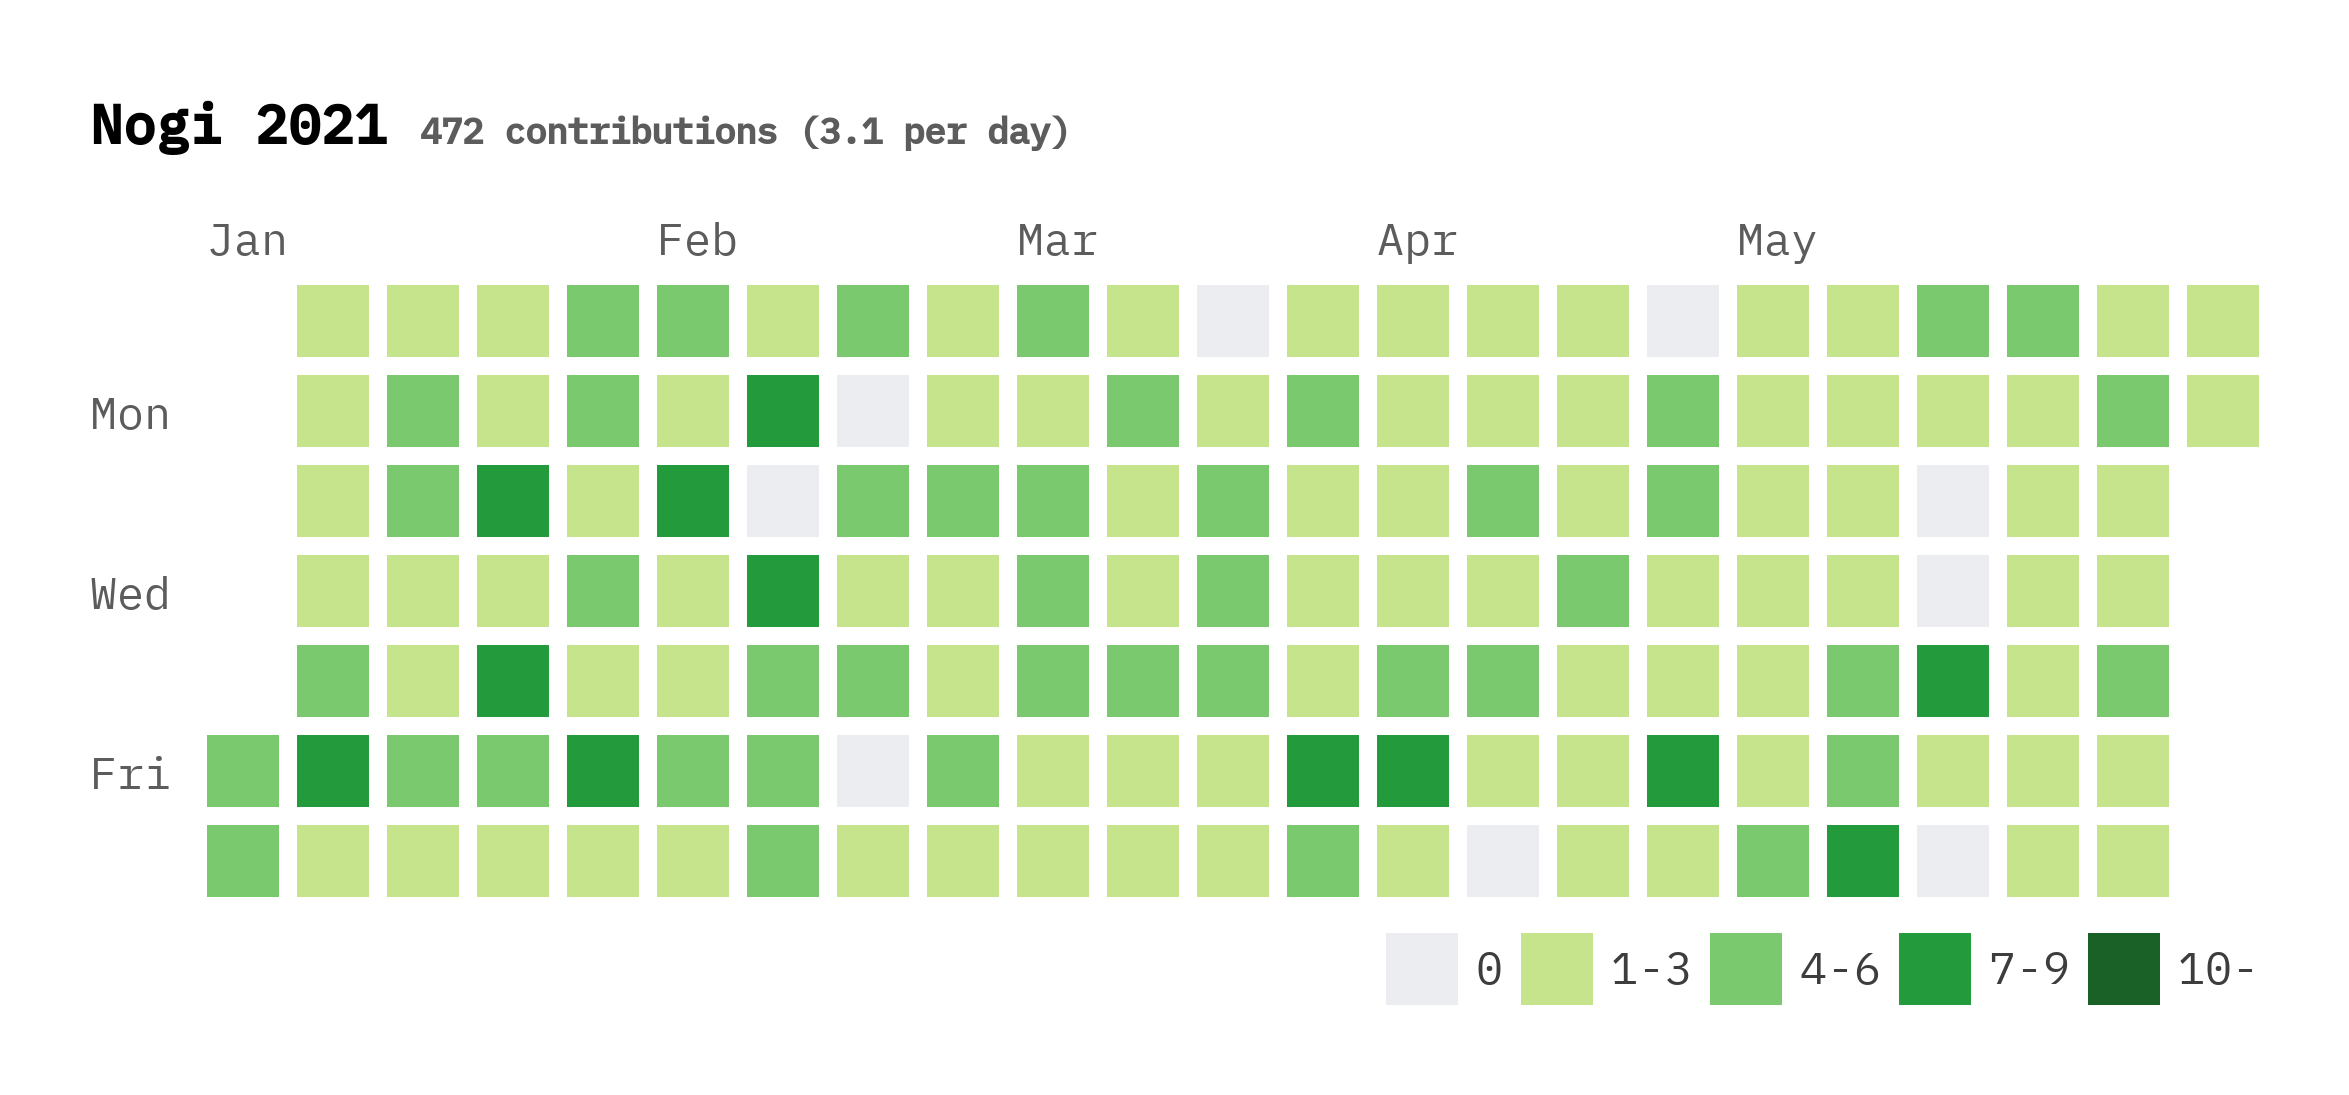 Nogi 2021 472 contributions (3.1 per day)
Jan Feb Mar Apr May
Mon
Wed
Fri
0 1-3 4-6 7-9 10-